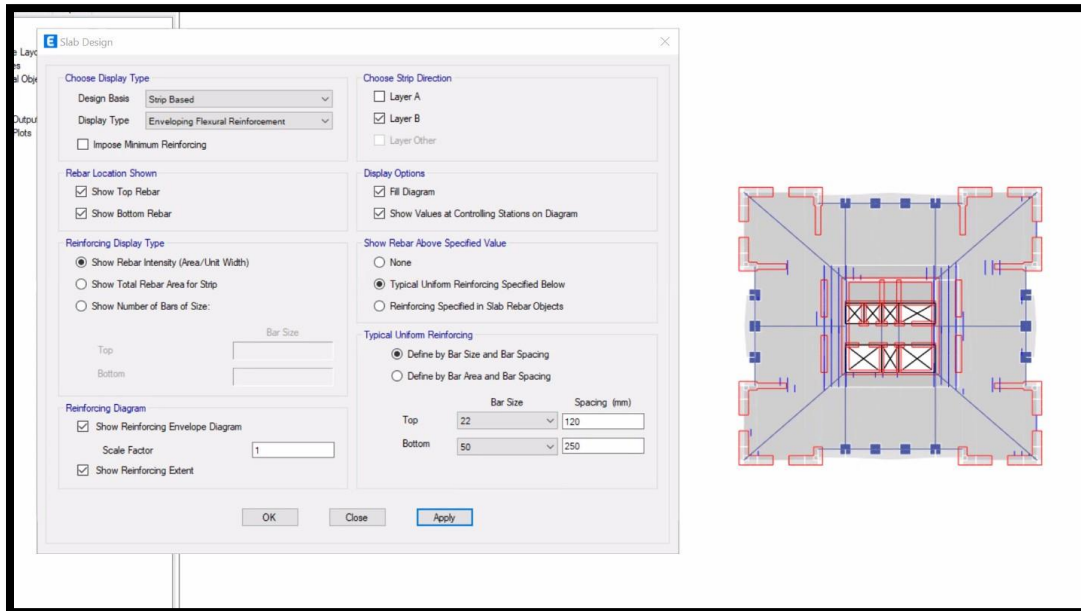 e Layo
es
al Obje
Output
Plots
E Slab Design
Choose Display Type
Design Basis Strip Based
Display Type Enveloping Flexural Reinforcement
Impose Minimum Reinforcing
Rebar Location Shown
Show Top Rebar
Show Bottom Rebar
Reinforcing Display Type
Show Rebar Intensity (Area/Unit Width)
Show Total Rebar Area for Strip
Show Number of Bars of Size:
Bar Size
Top
Bottom
Reinforcing Diagram
Show Reinforcing Envelope Diagram
Scale Factor 1
Show Reinforcing Extent
Choose Strip Direction
Layer A
Layer B
Layer Other
Display Options
Fill Diagram
Show Values at Controlling Stations on Diagram
Show Rebar Above Specified Value
None
Typical Uniform Reinforcing Specified Below
Reinforcing Specified in Slab Rebar Objects
Typical Uniform Reinforcing
Define by Bar Size and Bar Spacing
Define by Bar Area and Bar Spacing
Bar Size Spacing (mm)
Top 22 120
Bottom 50 250
OK Close Apply